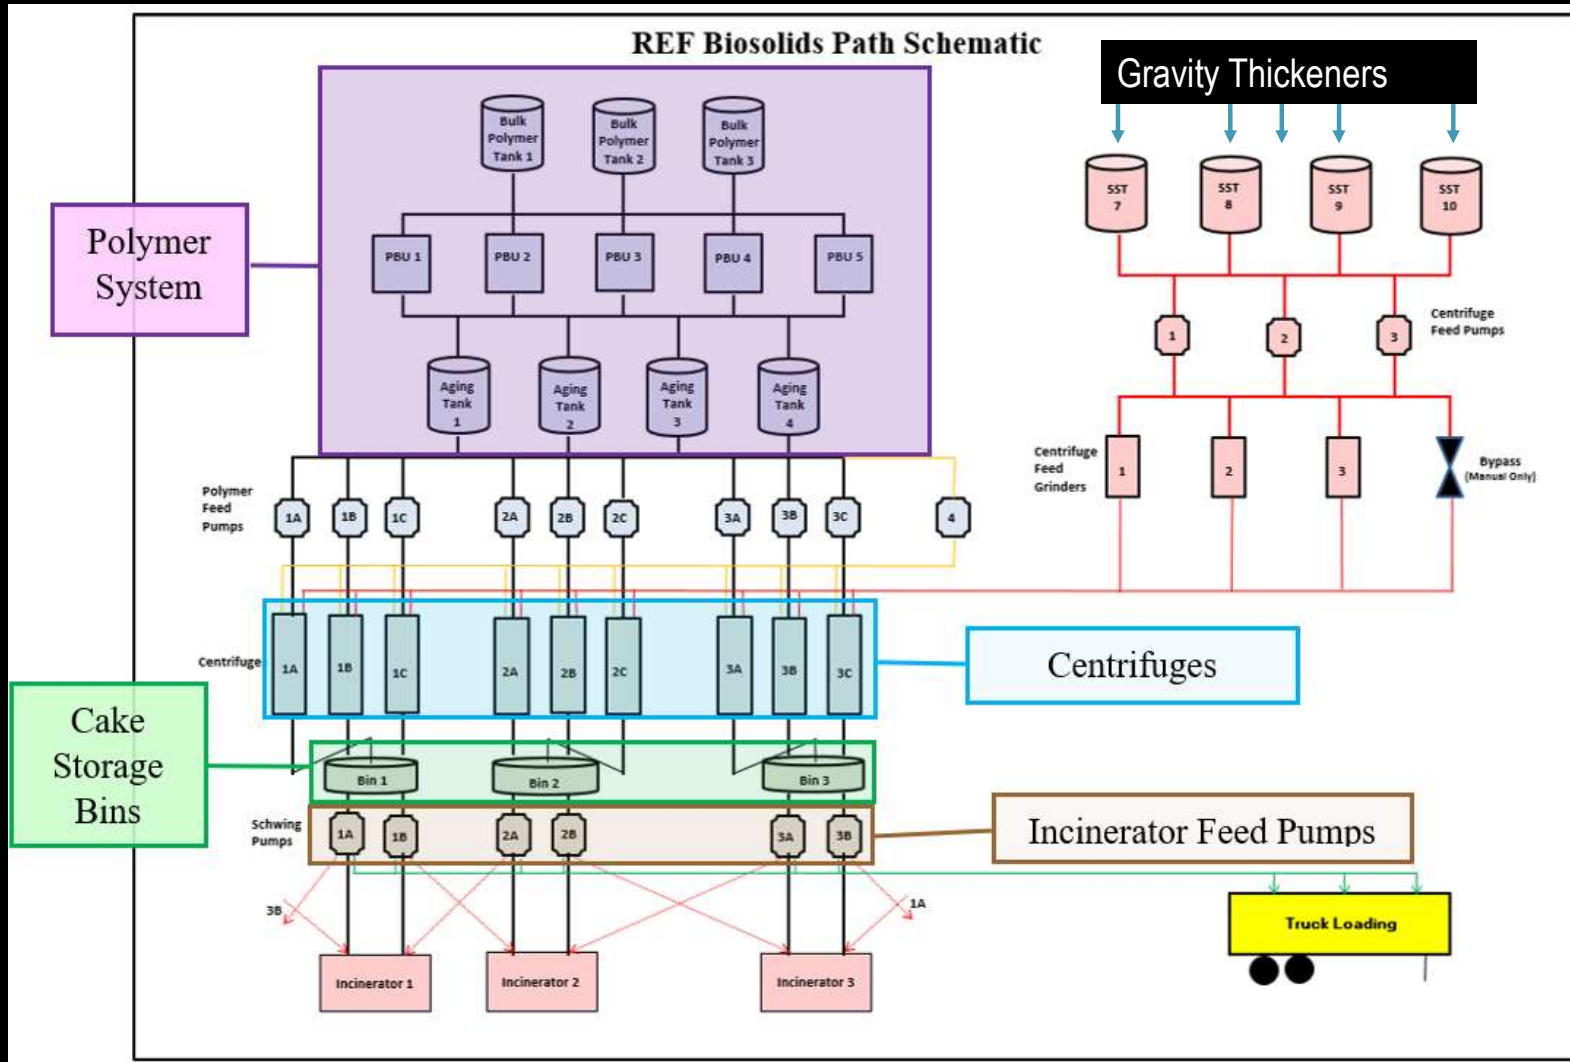 REF Biosolids Path Schematic
Gravity Thickeners
Bulk
Polymer
Tank 1
Bulk
Polymer
Tank 2
Bulk
Polymer
Tank 3
SST
7
SST
8
SST
9
SST
10
Polymer
System
PBU 1
PBU 2
PBU 3
PBU 4
PBU 5
1
2
3
Centrifuge
Feed Pumps
Aging
Tank
1
Aging
Tank
2
Aging
Tank
3
Aging
Tank
4
Centrifuge
Feed
Grinders
1
2
3
Bypass
(Manual Only)
Polymer
Feed
Pumps
1A
1B
1C
2A
2B
2C
3A
3B
3C
4
Centrifuge
1A
1B
1C
2A
2B
2C
3A
3B
3C
Centrifuges
Cake
Storage
Bins
Bin 1
Bin 2
Bin 3
Schwing
Pumps
1A
1B
2A
2B
3A
3B
Incinerator Feed Pumps
3B
1A
Truck Loading
Incinerator 1
Incinerator 2
Incinerator 3